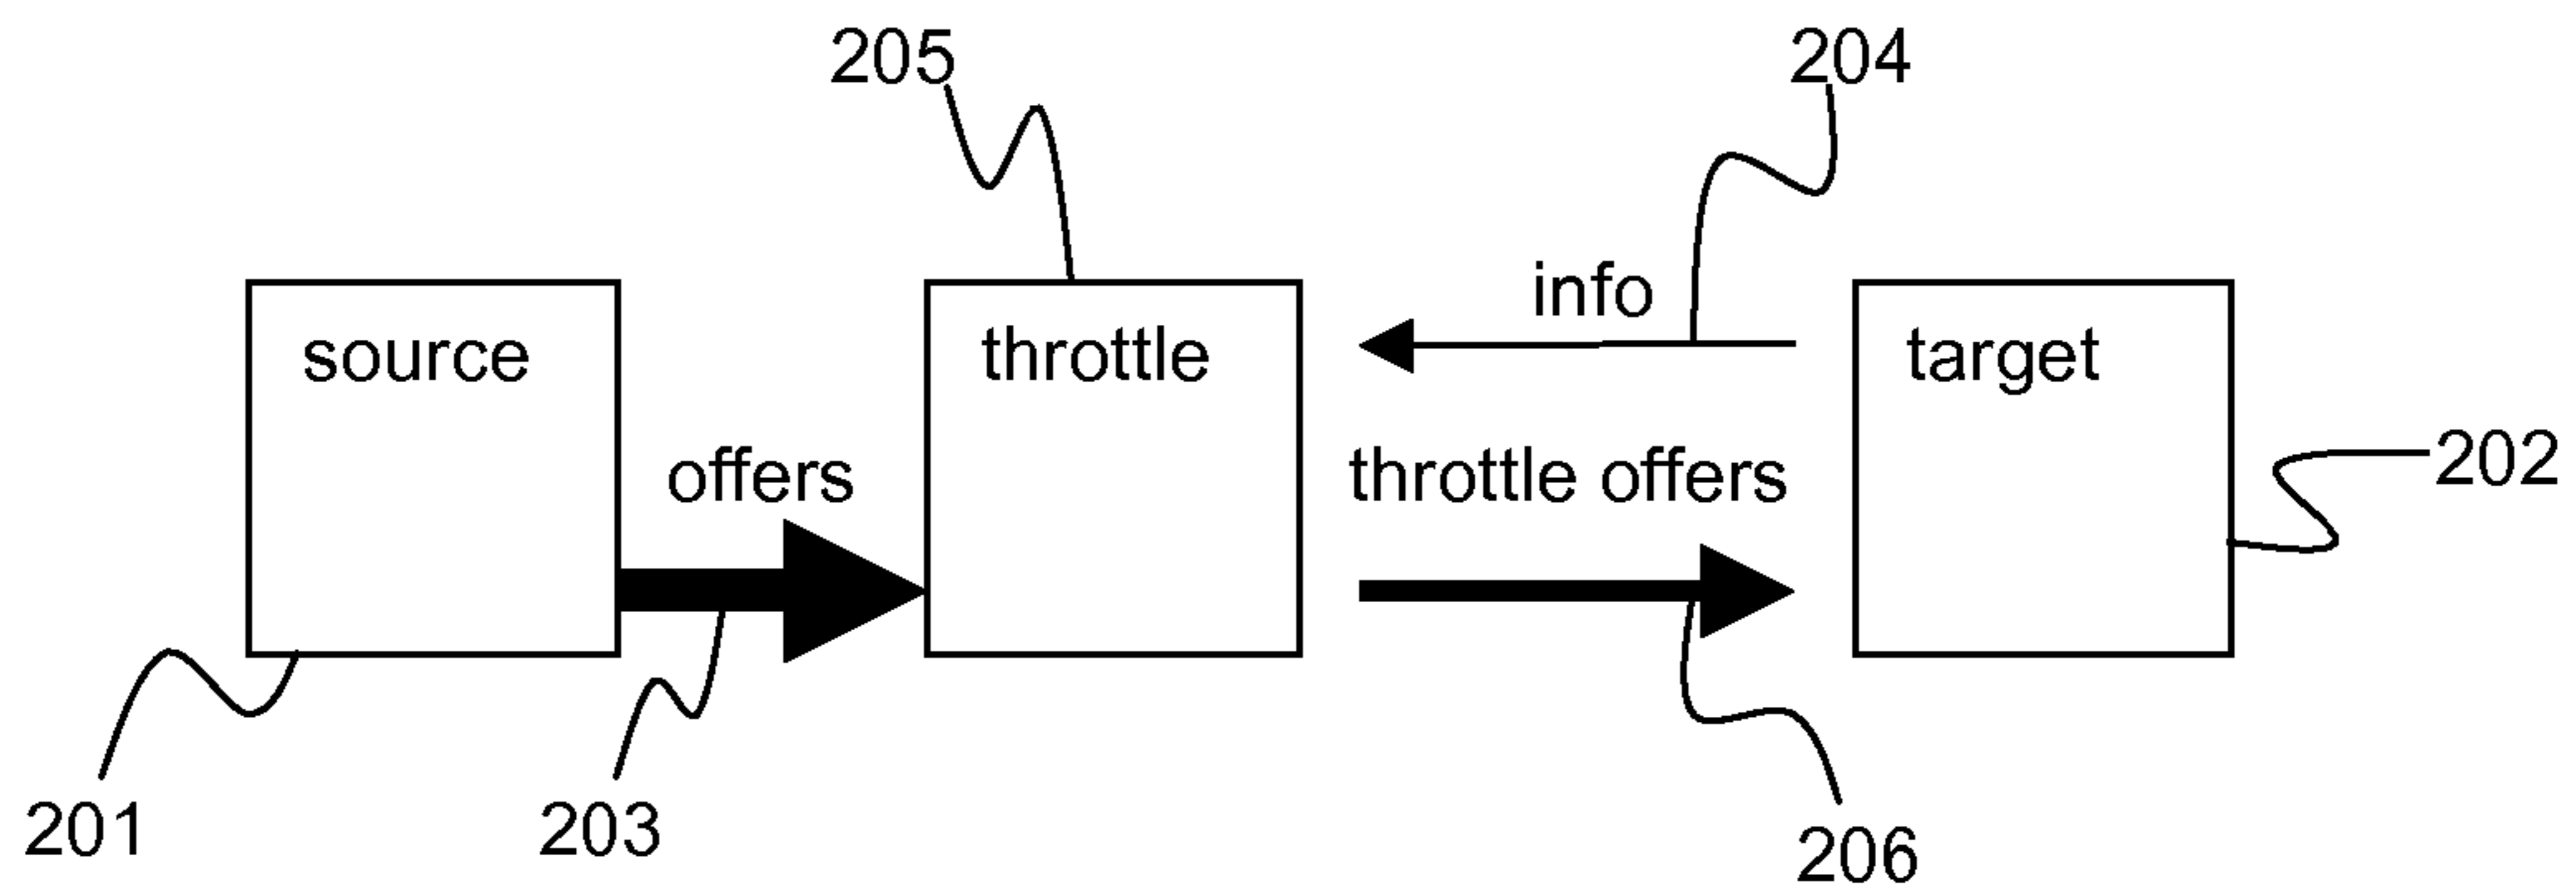 205
204
info
source
throttle
target
offers
throttle offers
202
201
203
206